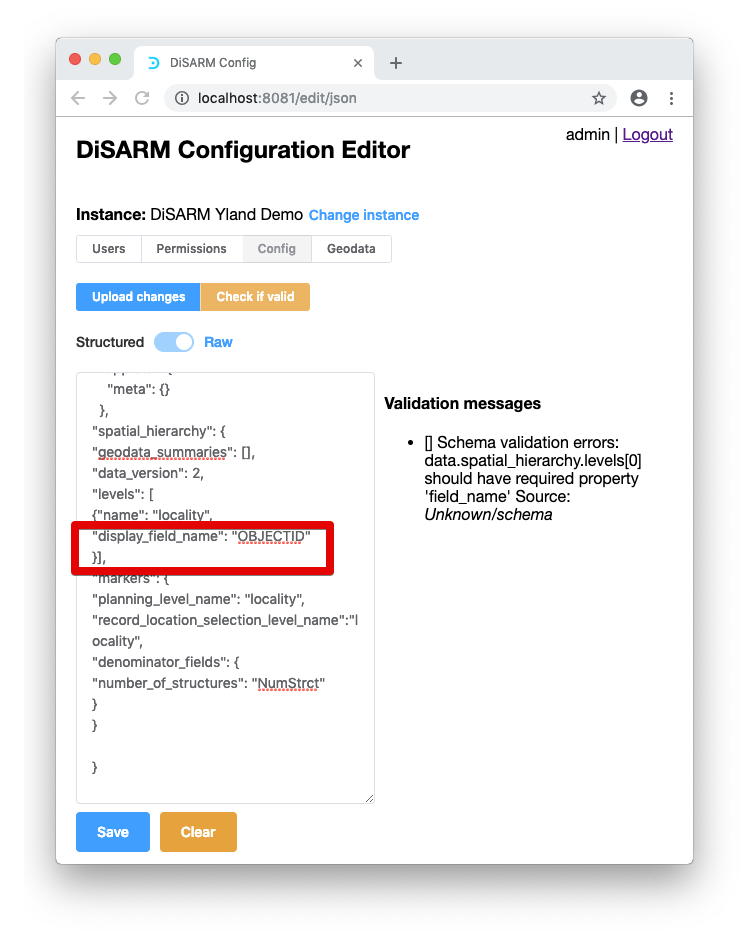 DiSARM Config
localhost:8081/edit/json
admin | Logout
DiSARM Configuration Editor
Instance: DiSARM Yland Demo Change instance
Users Permissions Config Geodata
Upload changes Check if valid
Structured Raw
"meta": {}
},
"spatial_hierarchy": {
"geodata_summaries": [],
"data_version": 2,
"levels": [
{"name": "locality",
"display_field_name": "OBJECTID"
}],
"markers": {
"planning_level_name": "locality",
"record_location_selection_level_name":"l
ocality",
"denominator_fields": {
"number_of_structures": "NumStrct"
}
}
}
Validation messages
• [] Schema validation errors:
data.spatial_hierarchy.levels[0]
should have required property
'field_name' Source:
Unknown/schema
Save Clear